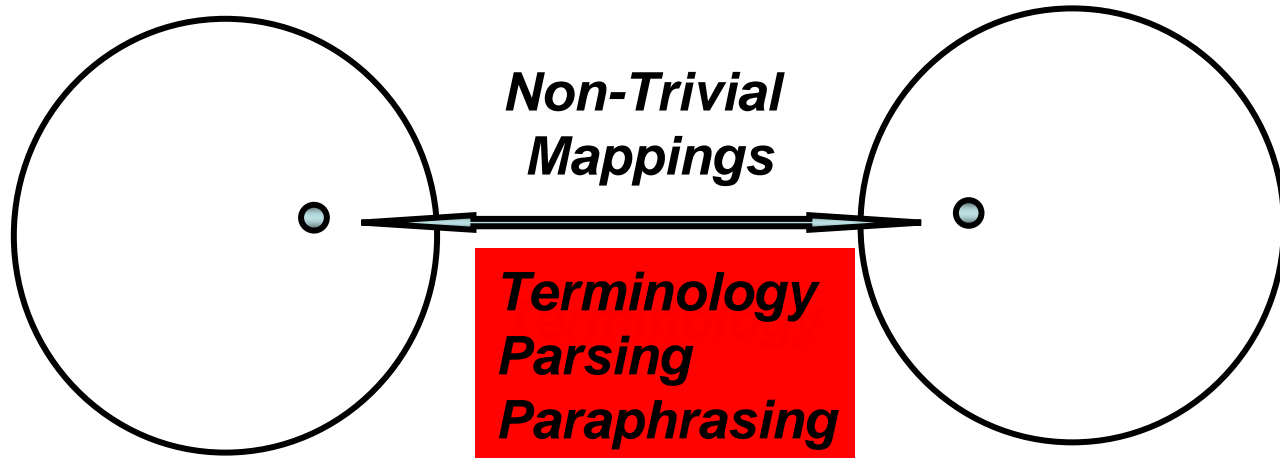 Non-Trivial
Mappings
Terminology
Parsing
Paraphrasing